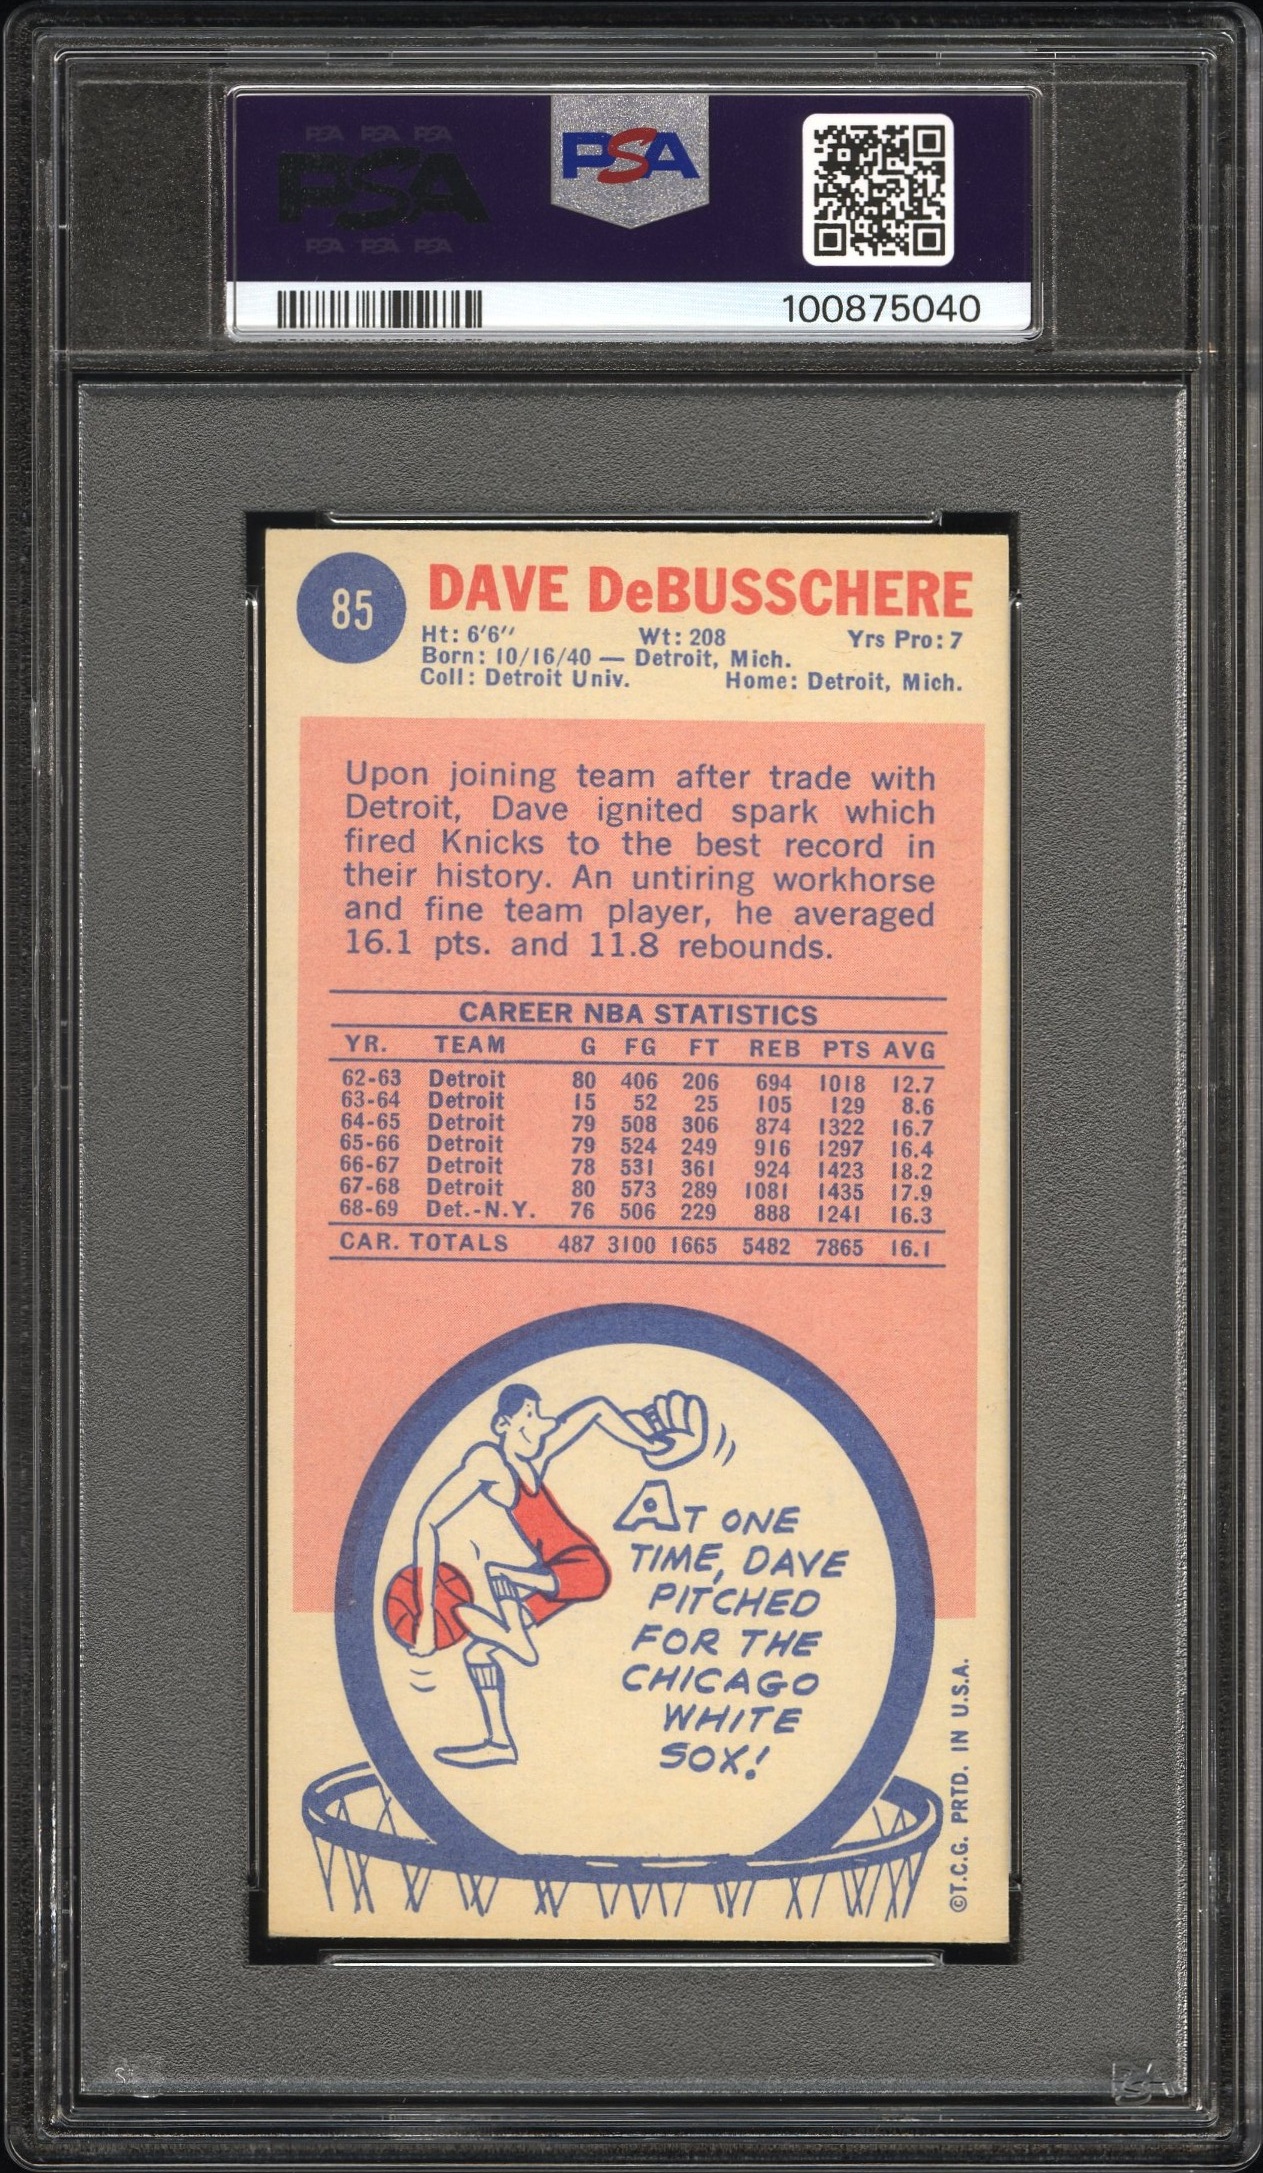 PSA PSA PSA
PSA
PSA PSA PSA
PSA
100875040
85
DAVE DeBUSSCHERE
Ht: 6'6" Wt: 208 Yrs Pro: 7
Born: 10/16/40 — Detroit, Mich.
Coll: Detroit Univ. Home: Detroit, Mich.
Upon joining team after trade with
Detroit, Dave ignited spark which
fired Knicks to the best record in
their history. An untiring workhorse
and fine team player, he averaged
16.1 pts. and 11.8 rebounds.
CAREER NBA STATISTICS
YR. TEAM G FG FT REB PTS AVG
62-63 Detroit 80 406 206 694 1018 12.7
63-64 Detroit 15 52 25 105 129 8.6
64-65 Detroit 79 508 306 874 1322 16.7
65-66 Detroit 79 524 249 916 1297 16.4
66-67 Detroit 78 531 361 924 1423 18.2
67-68 Detroit 80 573 289 1081 1435 17.9
68-69 Det.-N.Y. 76 506 229 888 1241 16.3
CAR. TOTALS 487 3100 1665 5482 7865 16.1
AT ONE
TIME, DAVE
PITCHED
FOR THE
CHICAGO
WHITE
SOX!
©T.C.G. PRTD. IN U.S.A.